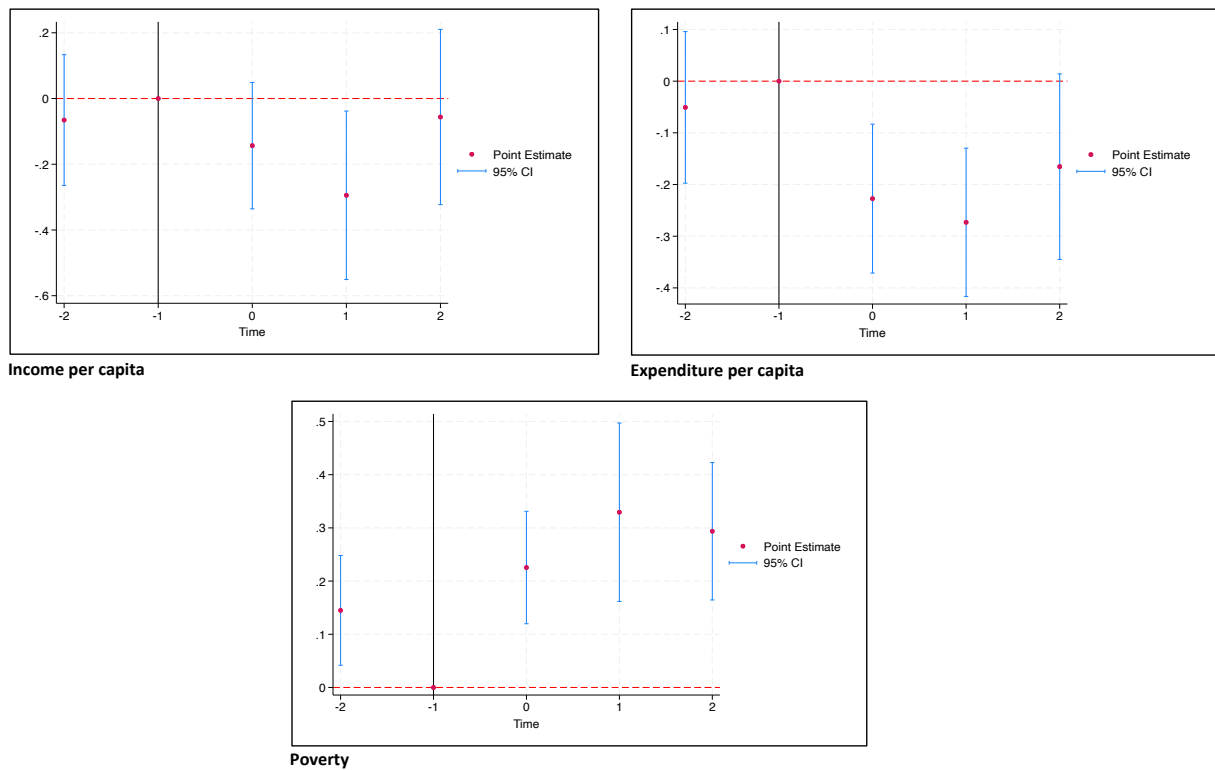 .2
0
-.2
-.4
-.6
-2 -1 0 1 2
Time
Point Estimate
95% CI
Income per capita
.1
0
-.1
-.2
-.3
-.4
-2 -1 0 1 2
Time
Point Estimate
95% CI
Expenditure per capita
.5
.4
.3
.2
.1
0
-2 -1 0 1 2
Time
Point Estimate
95% CI
Poverty